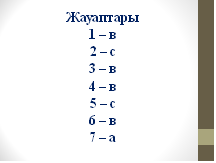 Жауаптары
1 – в
2 – с
3 – в
4 – в
5 – с
6 – в
7 – а